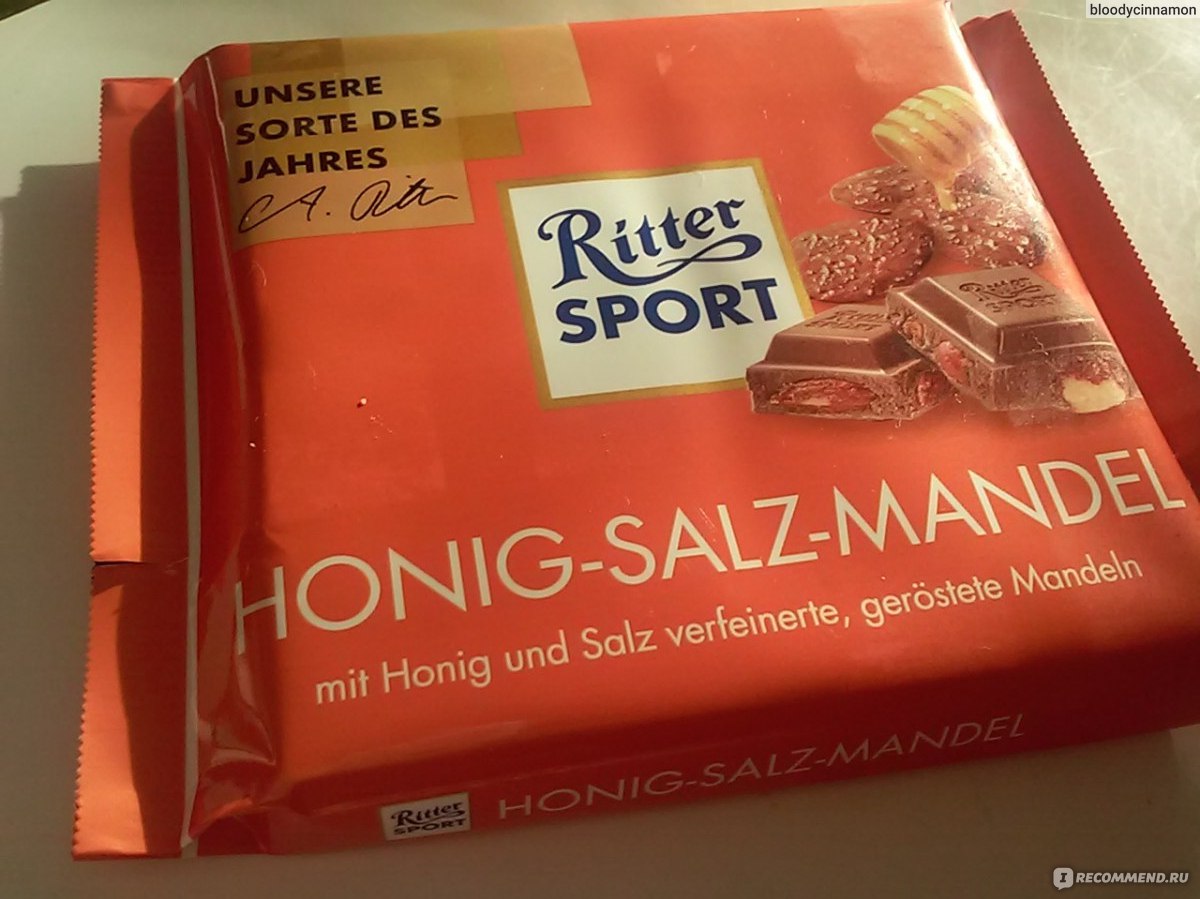 bloodycinnamon
UNSERE
SORTE DES
JAHRES
Ritter
SPORT
HONIG-SALZ-MANDEL
mit Honig und Salz verfeinerte, geröstete Mandeln
Ritter
SPORT
HONIG-SALZ-MANDEL
I RECOMMEND.RU